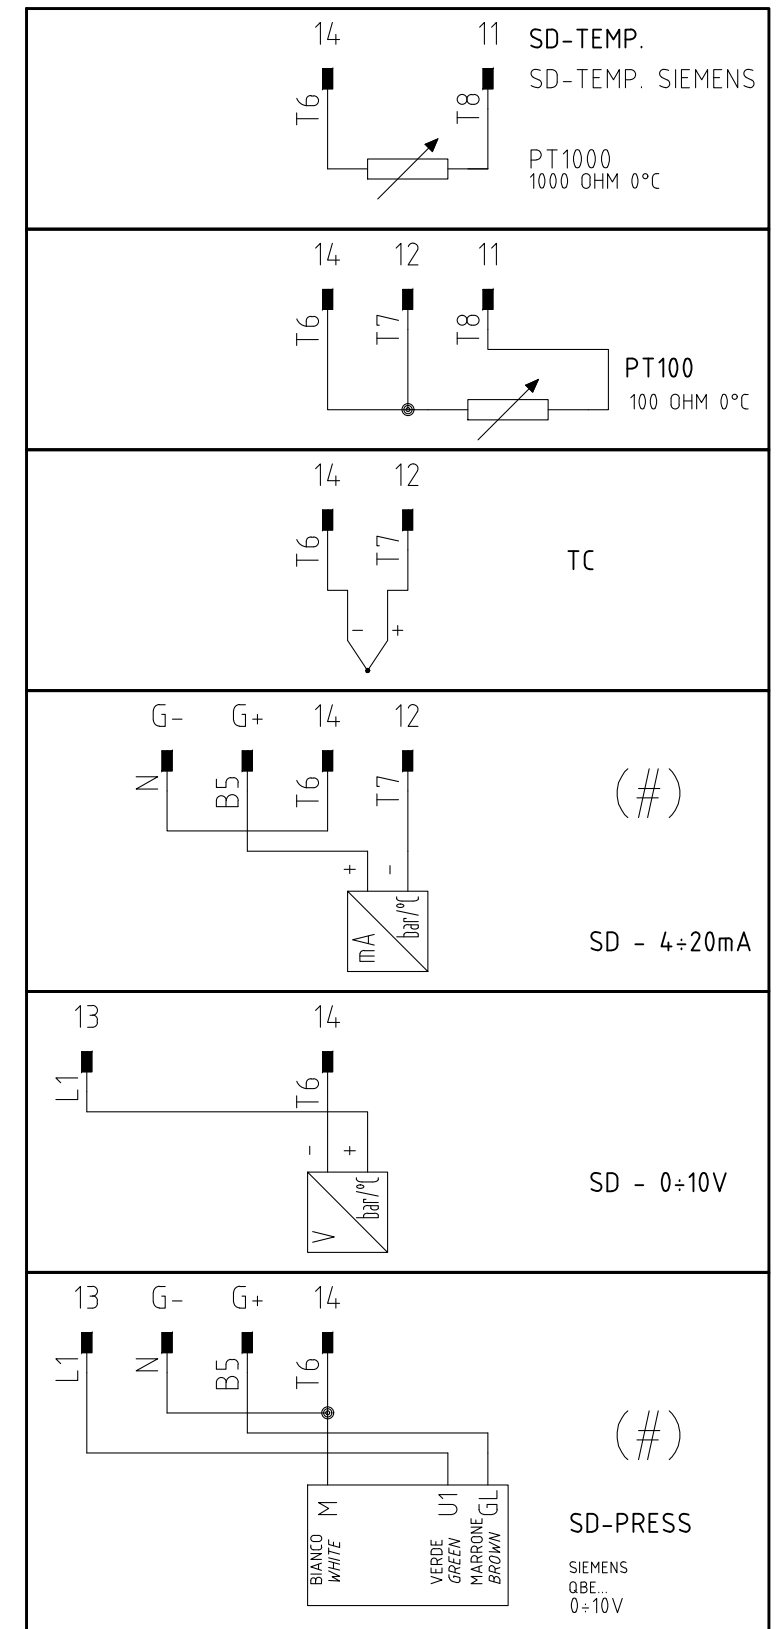 14 11 SD-TEMP.
SD-TEMP. SIEMENS
T6 T8
PT1000
1000 OHM 0°C
14 12 11
T6 T7 T8
PT100
100 OHM 0°C
14 12
T6 T7
TC
- +
G- G+ 14 12
N B5 T6 T7
(#)
+ -
mA bar/°C
SD - 4÷20mA
13 14
L1 T6
- +
V bar/°C
SD - 0÷10V
13 G- G+ 14
L1 N B5 T6
(#)
M U1 GL
BIANCO VERDE MARRONE
WHITE GREEN BROWN
SD-PRESS
SIEMENS
QBE...
0÷10V